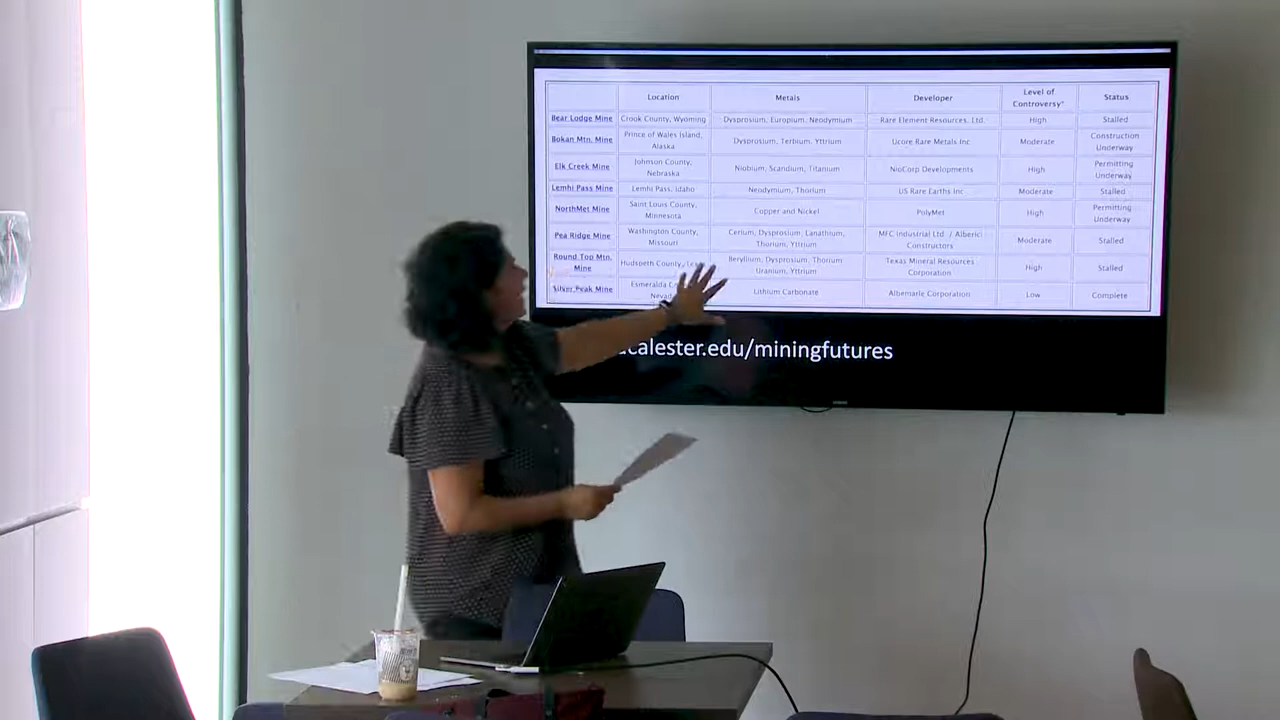 Location Metals Developer Level of Controversy* Status
Bear Lodge Mine Crook County, Wyoming Dysprosium, Europium, Neodymium Rare Element Resources, Ltd. High Stalled
Bokan Mtn. Mine Prince of Wales Island, Alaska Dysprosium, Terbium, Yttrium Ucore Rare Metals Inc Moderate Construction Underway
Elk Creek Mine Johnson County, Nebraska Niobium, Scandium, Titanium NioCorp Developments High Permitting Underway
Lemhi Pass Mine Lemhi Pass, Idaho Neodymium, Thorium US Rare Earths Inc Moderate Stalled
NorthMet Mine Saint Louis County, Minnesota Copper and Nickel PolyMet High Permitting Underway
Pea Ridge Mine Washington County, Missouri Cerium, Dysprosium, Lanathium, Thorium, Yttrium MFC Industrial Ltd / Alberici Constructors Moderate Stalled
Round Top Mtn. Mine Hudspeth County, Beryllium, Dysprosium, Thorium Uranium, Yttrium Texas Mineral Resources Corporation High Stalled
Silver Peak Mine Esmeralda Lithium Carbonate Albemarle Corporation Low Complete
acalester.edu/miningfutures